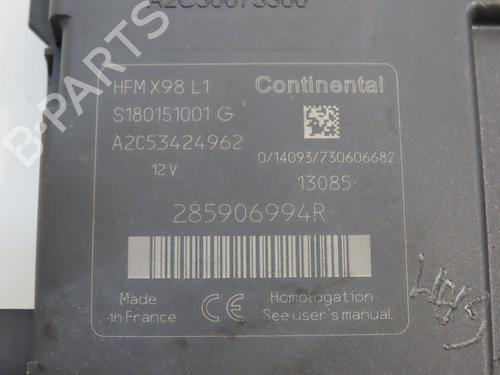 HFM X98 L1
Continental
S180151001 G
A2C53424962
12 V
0/14093/730606682
13085
285906994R
Made in France
CE
Homologation
See user's manual
B-PARTS